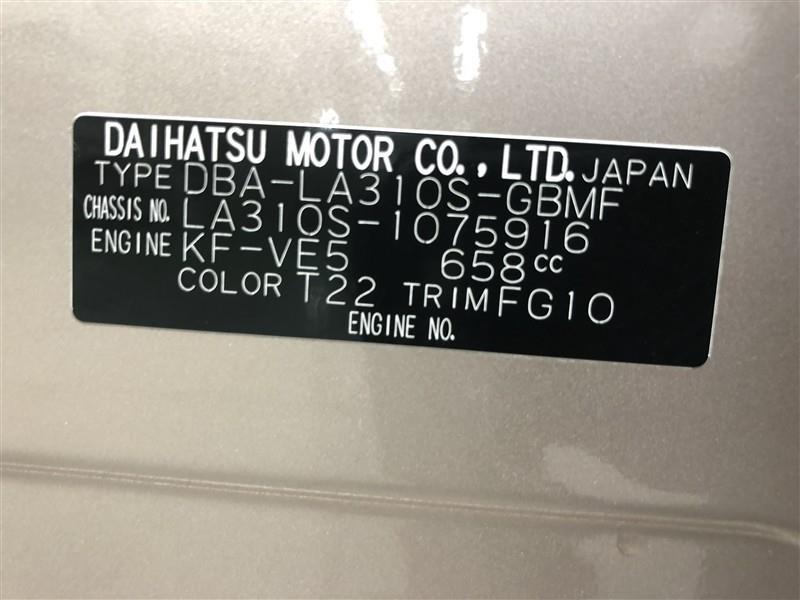 DAIHATSU MOTOR CO., LTD. JAPAN
TYPE DBA-LA310S-GBMF
CHASSIS NO. LA310S-1075916
ENGINE KF-VE5 658cc
COLOR T22 TRIM FG10
ENGINE NO.